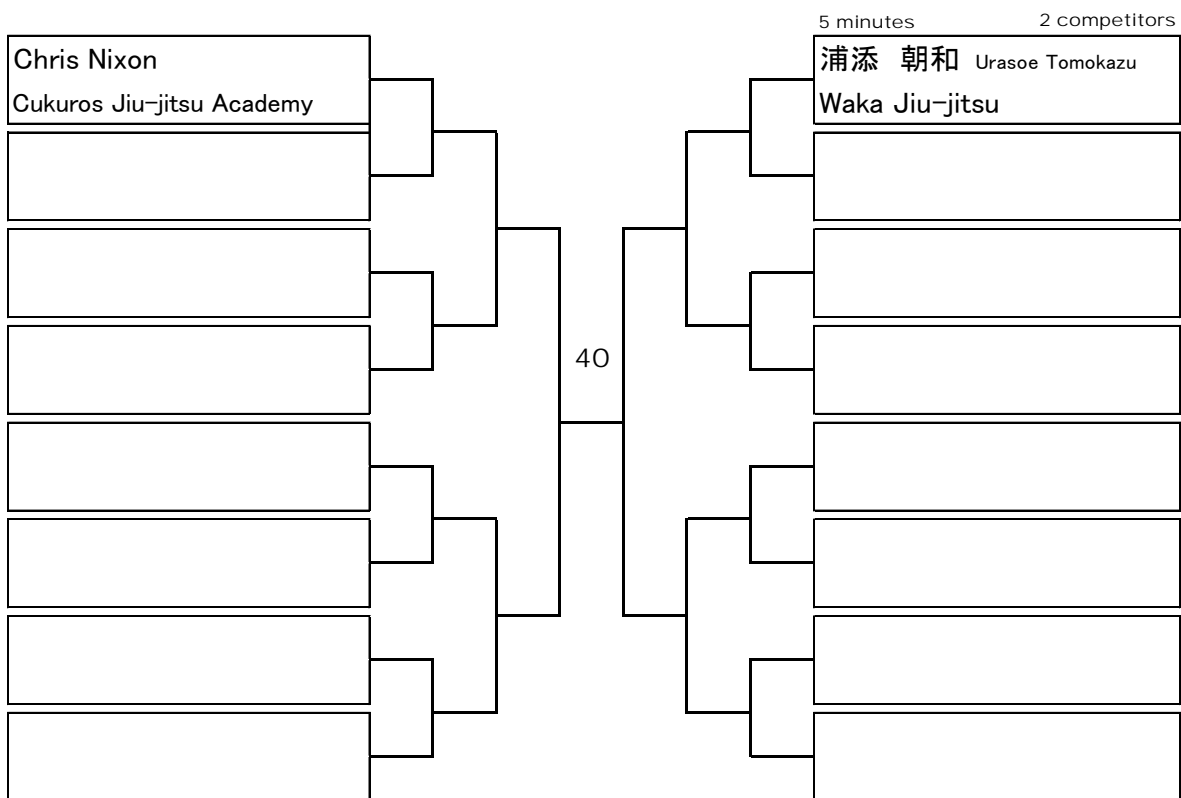 5 minutes 2 competitors
Chris Nixon
Cukuros Jiu-jitsu Academy
浦添　朝和 Urasoe Tomokazu
Waka Jiu-jitsu
40